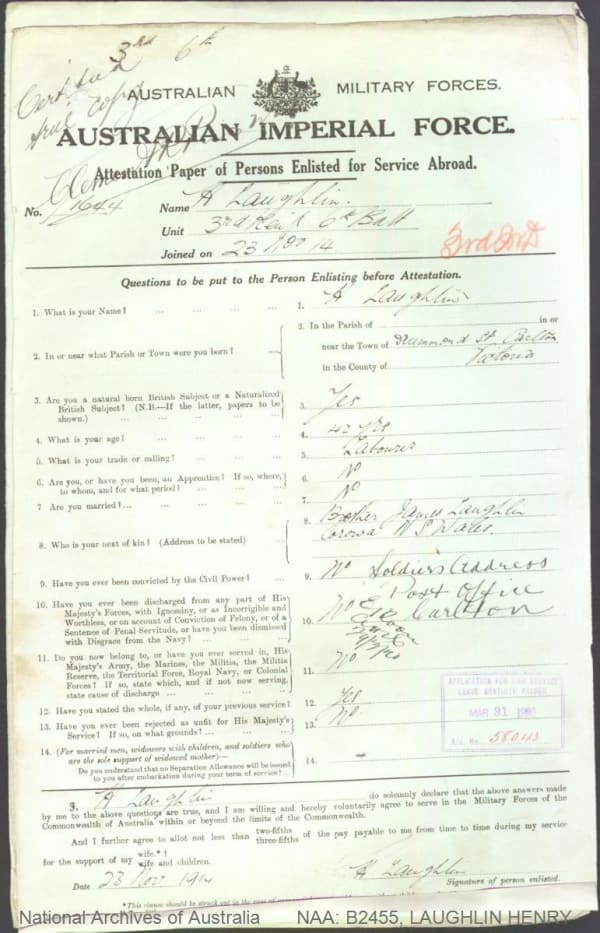 3rd 6th
Certified
true copy
AUSTRALIAN MILITARY FORCES.
AUSTRALIAN IMPERIAL FORCE.
Attestation Paper of Persons Enlisted for Service Abroad.
No. 1644
Name H Laughlin.
Unit 3rd Reinf 6th Batt
Joined on 23 Nov 14
3rd M.D
Questions to be put to the Person Enlisting before Attestation.
1. What is your Name? ... ... ... ... 1. H Laughlin
2. In or near what Parish or Town were you born? ...
2. In the Parish of in or
near the Town of Drummond St. Carlton
in the County of Victoria
3. Are you a natural born British Subject or a Naturalized
British Subject? (N.B.—If the latter, papers to be
shown.) ... ... ... ... ...
3. Yes
4. What is your age? ... ... ... ... 4. 42 yrs
5. What is your trade or calling? ... ... ... 5. Labourer
6. Are you, or have you been, an Apprentice? If so, where,
to whom, and for what period? ... ... ...
6. No
7. Are you married?... ... ... ... ... 7. No
8. Who is your next of kin? (Address to be stated) ...
8. Brother James Laughlin
Corowa N S Wales.
9. Have you ever been convicted by the Civil Power? ... 9. No
Soldiers Address
Post Office
Carlton
10. Have you ever been discharged from any part of His
Majesty's Forces, with Ignominy, or as Incorrigible and
Worthless, or on account of Conviction of Felony, or of a
Sentence of Penal Servitude, or have you been dismissed
with Disgrace from the Navy? ... ... ...
10. No
11. Do you now belong to, or have you ever served in, His
Majesty's Army, the Marines, the Militia, the Militia
Reserve, the Territorial Force, Royal Navy, or Colonial
Forces? If so, state which, and if not now serving,
state cause of discharge ... ... ... ...
11. No
12. Have you stated the whole, if any, of your previous service? 12. Yes
13. Have you ever been rejected as unfit for His Majesty's
Service? If so, on what grounds? ... ... ...
13. No.
14. (For married men, widowers with children, and soldiers who
are the sole support of widowed mother)—
Do you understand that no Separation Allowance will be issued
to you after embarkation during your term of service? ...
14. —
APPLICATION FOR WAR SERVICE
LEAVE GRATUITY PASSED.
MAR 31
A/c. No. 58043
I, H Laughlin do solemnly declare that the above answers made
by me to the above questions are true, and I am willing and hereby voluntarily agree to serve in the Military Forces of the
Commonwealth of Australia within or beyond the limits of the Commonwealth.
And I further agree to allot not less than two-fifths
three-fifths of the pay payable to me from time to time during my service
for the support of my wife.*†
wife and children.
Date 23 Nov 1914
H Laughlin
Signature of person enlisted.
*This clause should be struck out in the case of
National Archives of Australia NAA: B2455, LAUGHLIN HENRY